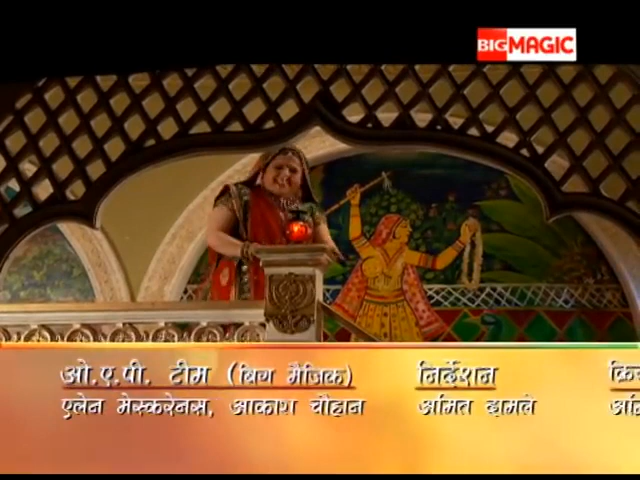 BIG MAGIC
ओ.ए.पी. टीम (बिग मैजिक)
एलेन मेस्करेनस, आकाश चौहान
निर्देशन
अमित दामले